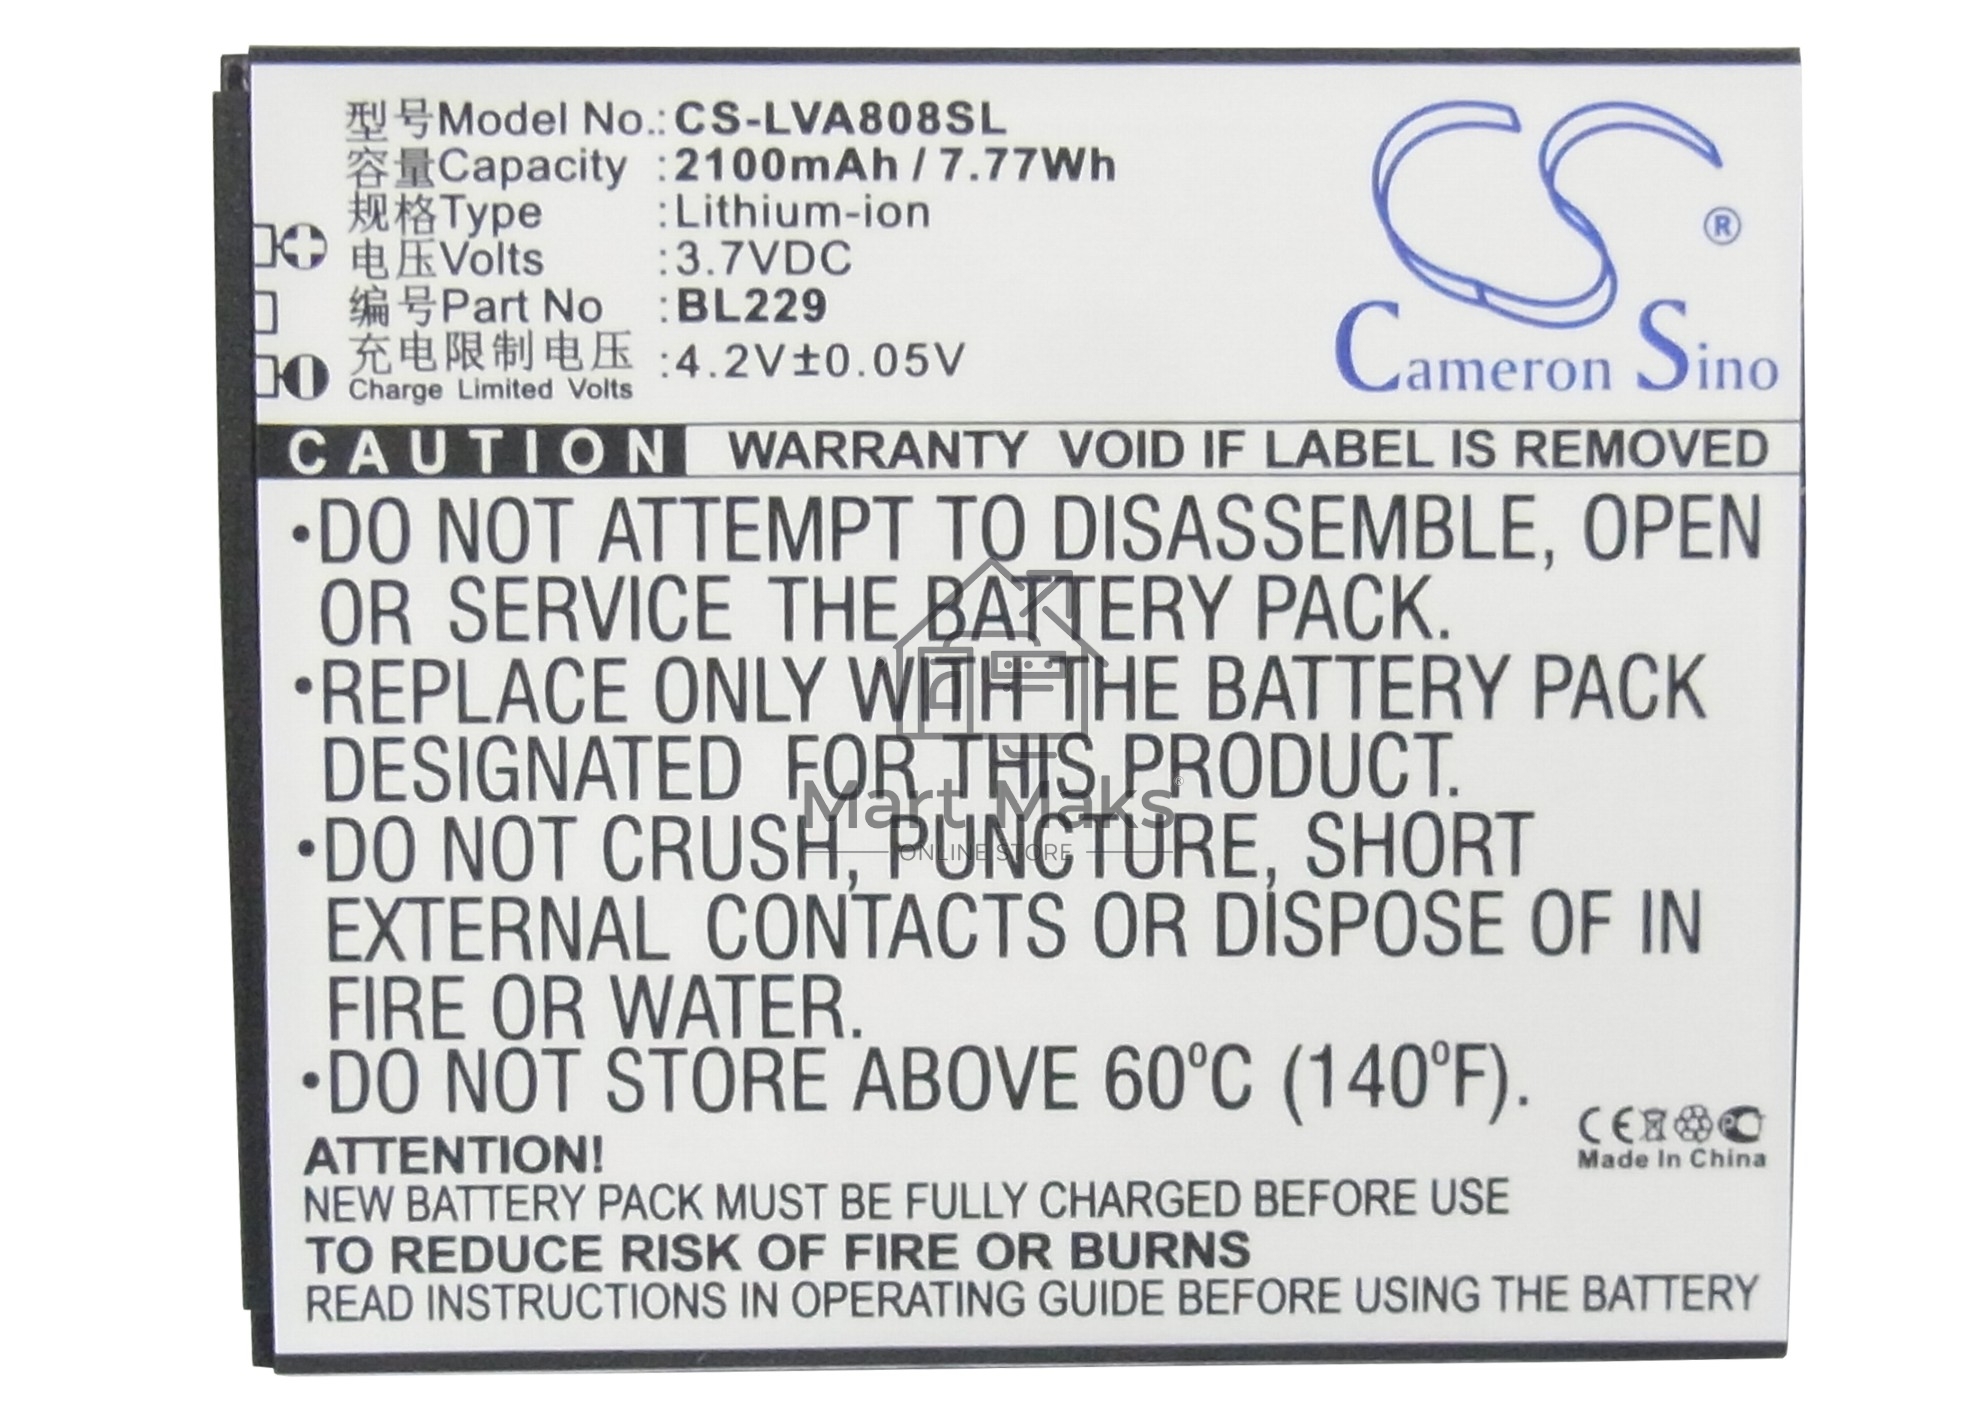 型号Model No.: CS-LVA808SL
容量Capacity : 2100mAh / 7.77Wh
规格Type : Lithium-ion
电压Volts : 3.7VDC
编号Part No : BL229
充电限制电压
Charge Limited Volts : 4.2V±0.05V
CS
®
Cameron Sino
CAUTION WARRANTY VOID IF LABEL IS REMOVED
•DO NOT ATTEMPT TO DISASSEMBLE, OPEN
OR SERVICE THE BATTERY PACK.
•REPLACE ONLY WITH THE BATTERY PACK
DESIGNATED FOR THIS PRODUCT.
Mart Maks®
•DO NOT CRUSH, PUNCTURE, SHORT
ONLINE STORE
EXTERNAL CONTACTS OR DISPOSE OF IN
FIRE OR WATER.
•DO NOT STORE ABOVE 60°C (140°F).
CE
Made In China
ATTENTION!
NEW BATTERY PACK MUST BE FULLY CHARGED BEFORE USE
TO REDUCE RISK OF FIRE OR BURNS
READ INSTRUCTIONS IN OPERATING GUIDE BEFORE USING THE BATTERY